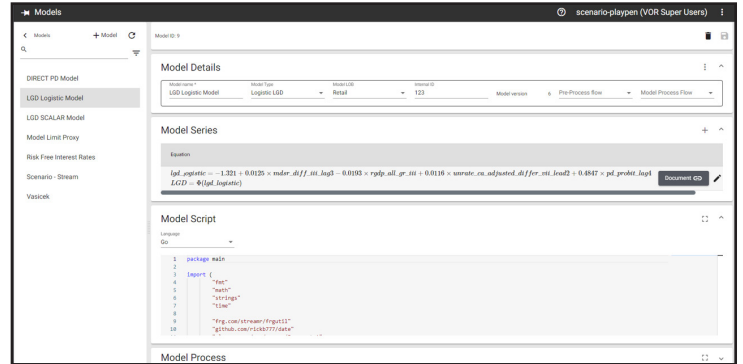 Models
scenario-playpen (VOR Super Users)
Models
+ Model
Model ID: 9
DIRECT PD Model
LGD Logistic Model
LGD SCALAR Model
Model Limit Proxy
Risk Free Interest Rates
Scenario - Stream
Vasicek
Model Details
Model name *
LGD Logistic Model
Model Type
Logistic LGD
Model LOB
Retail
Internal ID
123
Model version
9
Pre-Process flow
Model Process Flow
Model Series
Equation
lgd_logistic = −1.321 + 0.0125 × mdsr_diff_iii_lag3 − 0.0193 × rgdp_all_gr_iii + 0.0116 × unrate_ca_adjusted_differ_vii_lead2 + 0.4847 × pd_probit_lag4
LGD = Φ(lgd_logistic)
Document GO
Model Script
Language
Go
1 package main
2
3 import (
4 "fmt"
5 "math"
6 "strings"
7 "time"
8
9 "frg.com/streamr/frgutil"
10 "github.com/rickb777/date"
Model Process